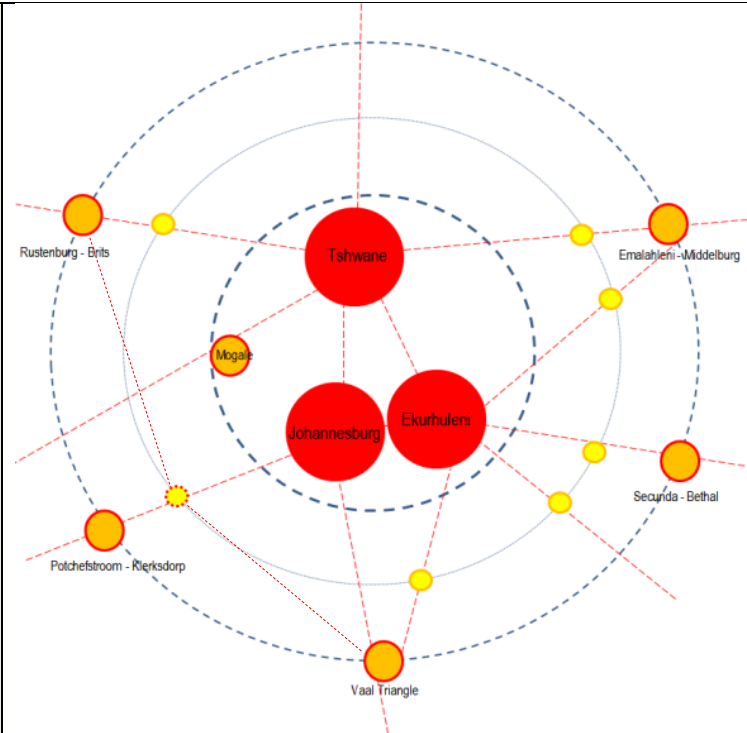 Tshwane
Rustenburg - Brits
Emalahleni - Middelburg
Mogale
Johannesburg
Ekurhuleni
Secunda - Bethal
Potchefstroom - Klerksdorp
Vaal Triangle